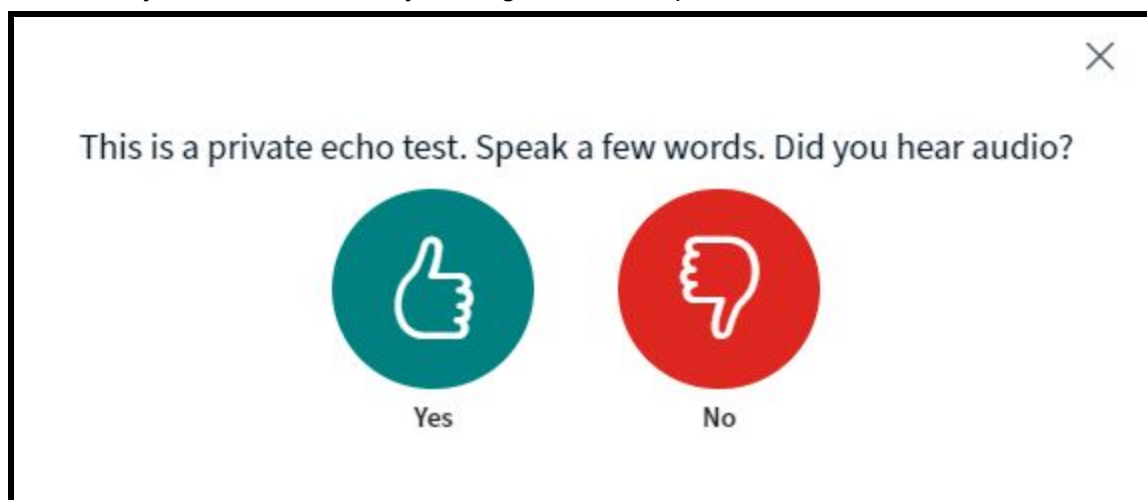 This is a private echo test. Speak a few words. Did you hear audio?
Yes
No